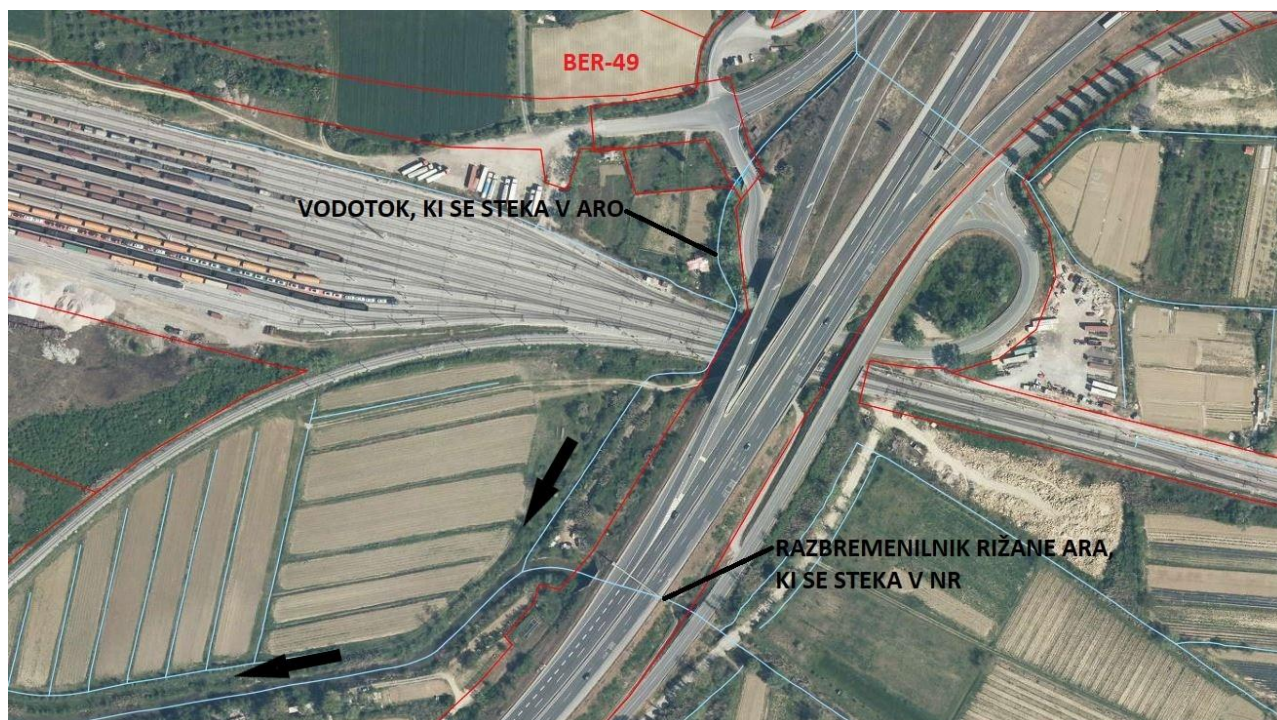 BER-49
VODOTOK, KI SE STEKA V ARO
RAZBREMENILNIK RIŽANE ARA,
KI SE STEKA V NR